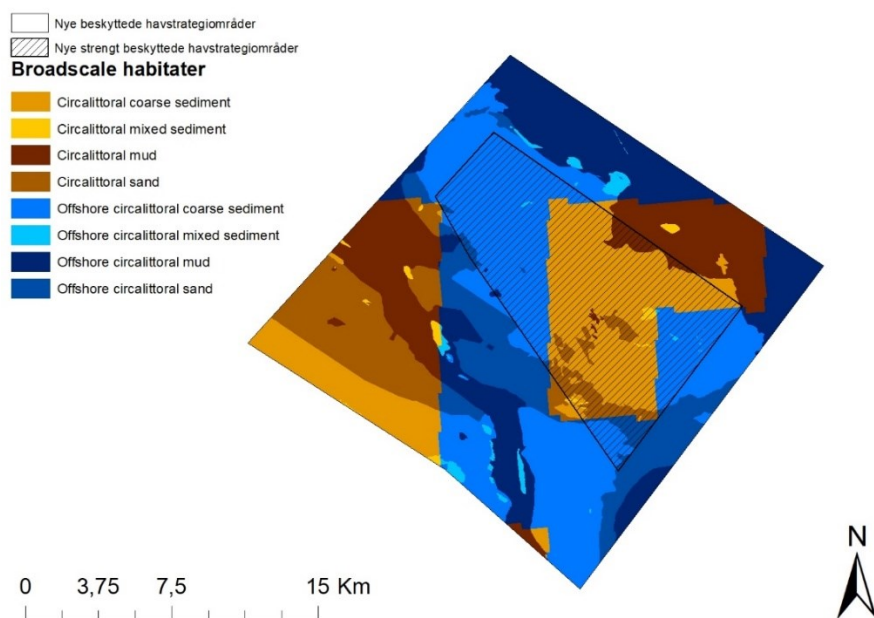 Nye beskyttede havstrategiområder
Nye strengt beskyttede havstrategiområder
Broadscale habitater
Circalittoral coarse sediment
Circalittoral mixed sediment
Circalittoral mud
Circalittoral sand
Offshore circalittoral coarse sediment
Offshore circalittoral mixed sediment
Offshore circalittoral mud
Offshore circalittoral sand
N
0 3,75 7,5 15 Km